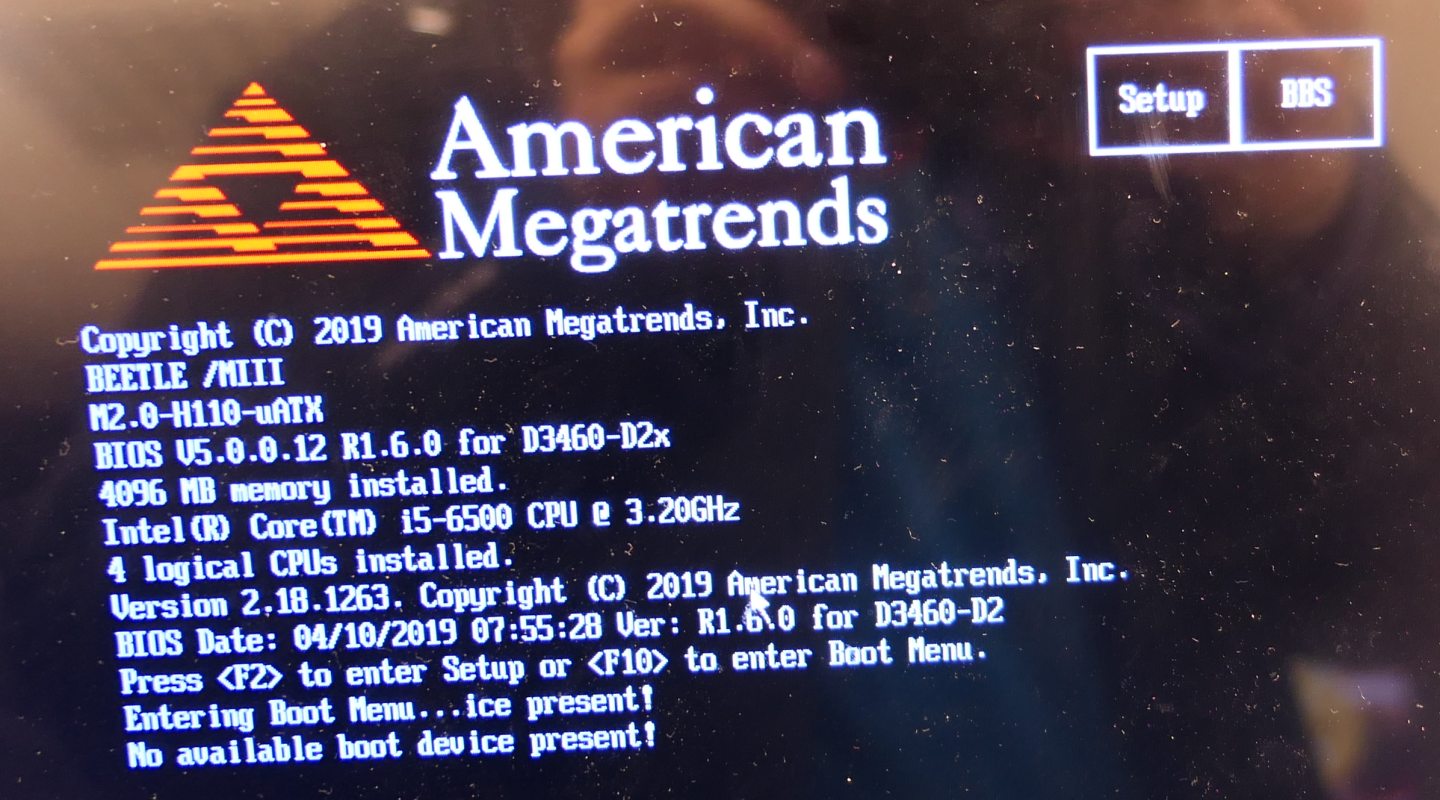 American
Megatrends
Setup
BBS
Copyright (C) 2019 American Megatrends, Inc.
BEETLE /MIII
M2.0-H110-uATX
BIOS V5.0.0.12 R1.6.0 for D3460-D2x
4096 MB memory installed.
Intel(R) Core(TM) i5-6500 CPU @ 3.20GHz
4 logical CPUs installed.
Version 2.18.1263. Copyright (C) 2019 American Megatrends, Inc.
BIOS Date: 04/10/2019 07:55:28 Ver: R1.6.0 for D3460-D2
Press <F2> to enter Setup or <F10> to enter Boot Menu.
Entering Boot Menu...ice present!
No available boot device present!